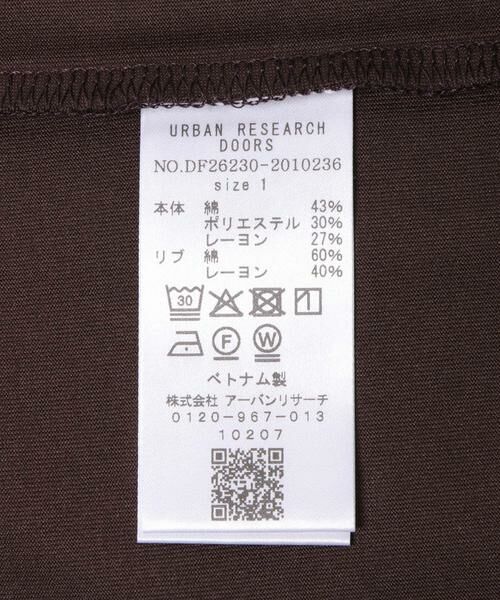 URBAN RESEARCH
DOORS
NO.DF26230-2010236
size 1
本体 綿 43%
ポリエステル 30%
レーヨン 27%
リブ 綿 60%
レーヨン 40%
30
F W
ベトナム製
株式会社 アーバンリサーチ
0120-967-013
10207